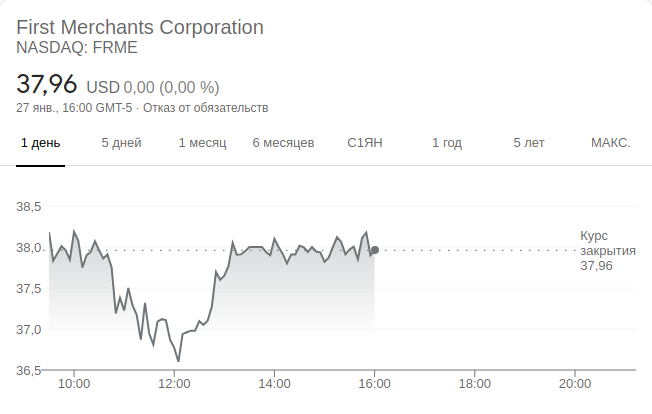 First Merchants Corporation
NASDAQ: FRME
37,96 USD 0,00 (0,00 %)
27 янв., 16:00 GMT-5 · Отказ от обязательств
1 день 5 дней 1 месяц 6 месяцев С1ЯН 1 год 5 лет МАКС.
38,5
38,0
37,5
37,0
36,5
Курс
закрытия
37,96
10:00 12:00 14:00 16:00 18:00 20:00